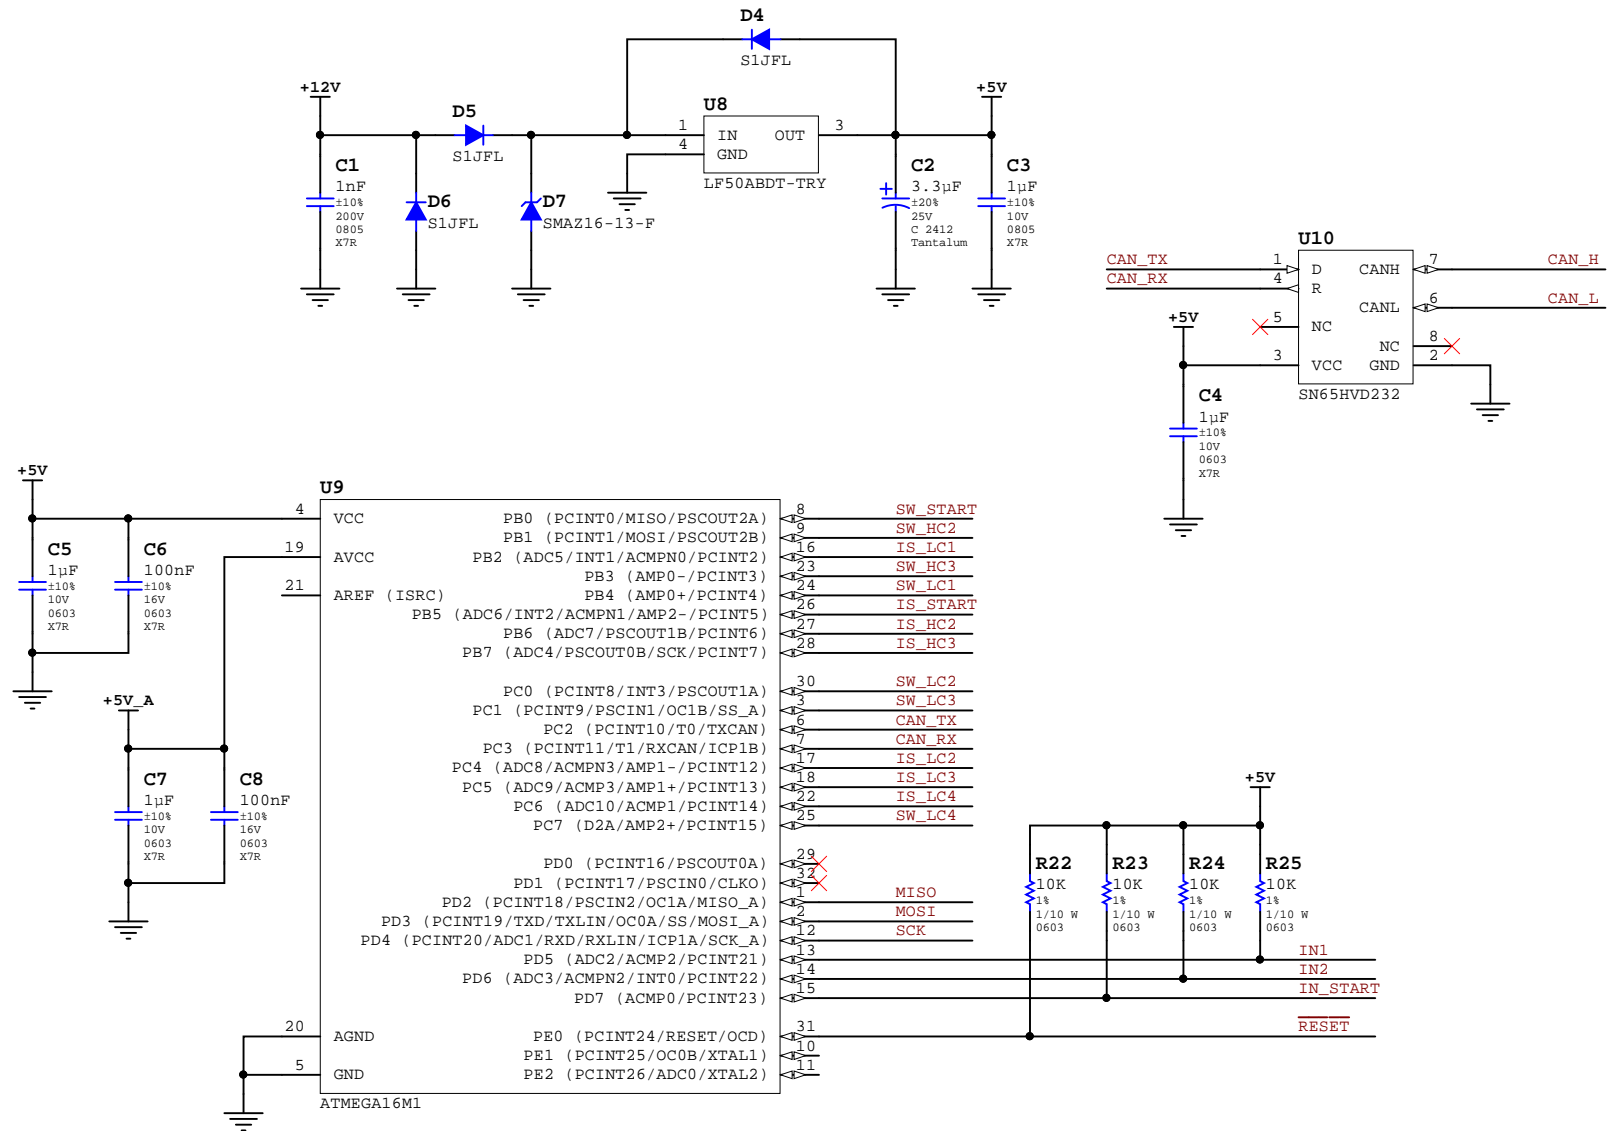 D4
S1JFL
+12V
D5
S1JFL
U8
1 IN OUT 3
4 GND
LF50ABDT-TRY
+5V
C1
1nF
±10%
200V
0805
X7R
D6
S1JFL
D7
SMAZ16-13-F
C2
3.3µF
±20%
25V
C 2412
Tantalum
C3
1µF
±10%
10V
0805
X7R
U10
CAN_TX 1 D CANH 7 CAN_H
CAN_RX 4 R
CANL 6 CAN_L
5 NC
NC 8
3 VCC GND 2
SN65HVD232
+5V
C4
1µF
±10%
10V
0603
X7R
+5V
C5
1µF
±10%
10V
0603
X7R
C6
100nF
±10%
16V
0603
X7R
+5V_A
C7
1µF
±10%
10V
0603
X7R
C8
100nF
±10%
16V
0603
X7R
U9
4 VCC
19 AVCC
21 AREF (ISRC)
20 AGND
5 GND
PB0 (PCINT0/MISO/PSCOUT2A) 8 SW_START
PB1 (PCINT1/MOSI/PSCOUT2B) 9 SW_HC2
PB2 (ADC5/INT1/ACMPN0/PCINT2) 16 IS_LC1
PB3 (AMP0-/PCINT3) 23 SW_HC3
PB4 (AMP0+/PCINT4) 24 SW_LC1
PB5 (ADC6/INT2/ACMPN1/AMP2-/PCINT5) 26 IS_START
PB6 (ADC7/PSCOUT1B/PCINT6) 27 IS_HC2
PB7 (ADC4/PSCOUT0B/SCK/PCINT7) 28 IS_HC3
PC0 (PCINT8/INT3/PSCOUT1A) 30 SW_LC2
PC1 (PCINT9/PSCIN1/OC1B/SS_A) 3 SW_LC3
PC2 (PCINT10/T0/TXCAN) 6 CAN_TX
PC3 (PCINT11/T1/RXCAN/ICP1B) 7 CAN_RX
PC4 (ADC8/ACMPN3/AMP1-/PCINT12) 17 IS_LC2
PC5 (ADC9/ACMP3/AMP1+/PCINT13) 18 IS_LC3
PC6 (ADC10/ACMP1/PCINT14) 22 IS_LC4
PC7 (D2A/AMP2+/PCINT15) 25 SW_LC4
PD0 (PCINT16/PSCOUT0A) 29
PD1 (PCINT17/PSCIN0/CLKO) 32
PD2 (PCINT18/PSCIN2/OC1A/MISO_A) 1 MISO
PD3 (PCINT19/TXD/TXLIN/OC0A/SS/MOSI_A) 2 MOSI
PD4 (PCINT20/ADC1/RXD/RXLIN/ICP1A/SCK_A) 12 SCK
PD5 (ADC2/ACMP2/PCINT21) 13 IN1
PD6 (ADC3/ACMPN2/INT0/PCINT22) 14 IN2
PD7 (ACMP0/PCINT23) 15 IN_START
PE0 (PCINT24/RESET/OCD) 31 RESET
PE1 (PCINT25/OC0B/XTAL1) 10
PE2 (PCINT26/ADC0/XTAL2) 11
ATMEGA16M1
+5V
R22
10K
1%
1/10 W
0603
R23
10K
1%
1/10 W
0603
R24
10K
1%
1/10 W
0603
R25
10K
1%
1/10 W
0603